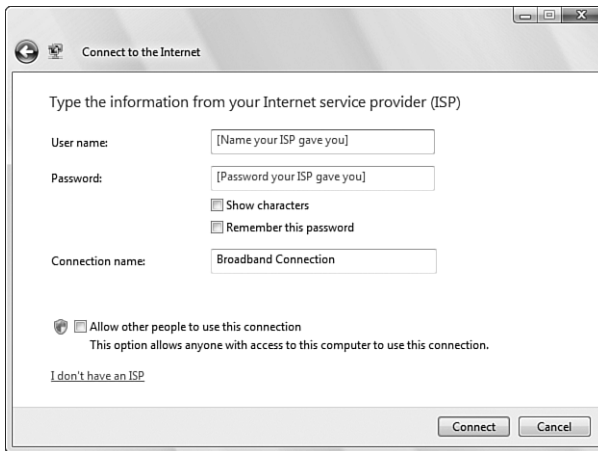 Connect to the Internet
Type the information from your Internet service provider (ISP)
User name:
[Name your ISP gave you]
Password:
[Password your ISP gave you]
Show characters
Remember this password
Connection name:
Broadband Connection
Allow other people to use this connection
This option allows anyone with access to this computer to use this connection.
I don't have an ISP
Connect
Cancel